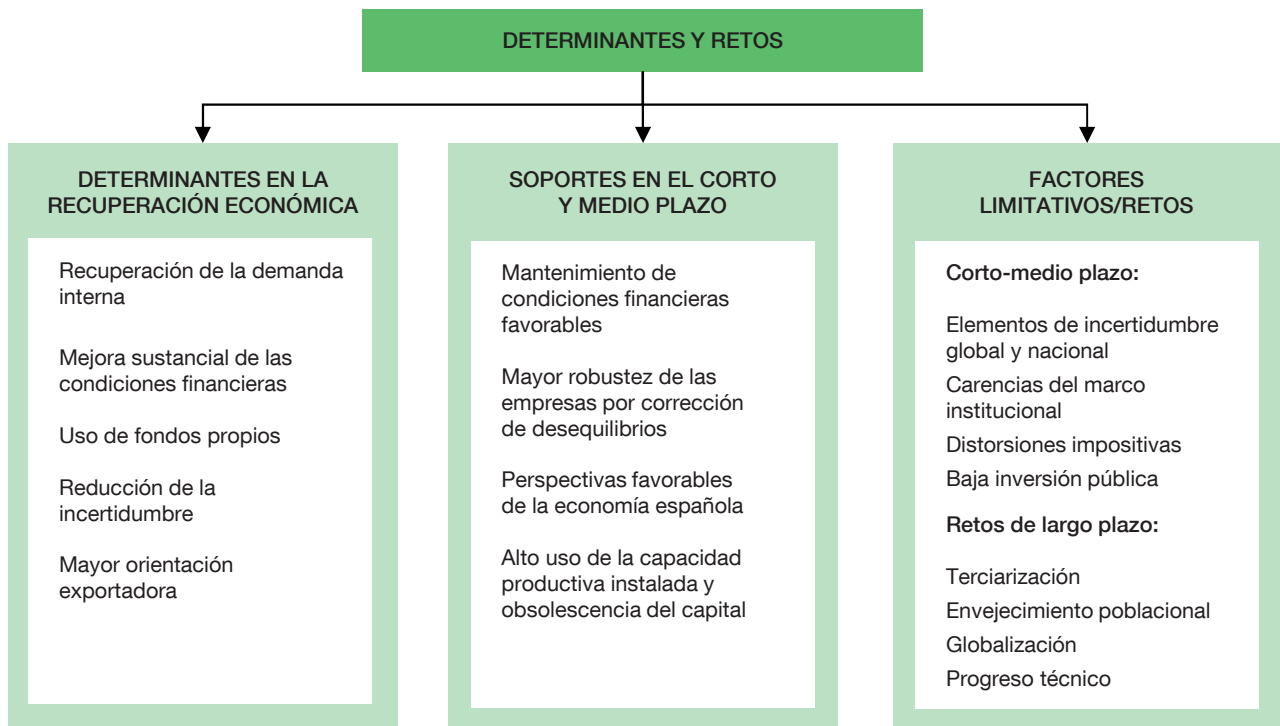 DETERMINANTES Y RETOS
DETERMINANTES EN LA
RECUPERACIÓN ECONÓMICA
Recuperación de la demanda
interna
Mejora sustancial de las
condiciones financieras
Uso de fondos propios
Reducción de la
incertidumbre
Mayor orientación
exportadora
SOPORTES EN EL CORTO
Y MEDIO PLAZO
Mantenimiento de
condiciones financieras
favorables
Mayor robustez de las
empresas por corrección
de desequilibrios
Perspectivas favorables
de la economía española
Alto uso de la capacidad
productiva instalada y
obsolescencia del capital
FACTORES
LIMITATIVOS/RETOS
Corto-medio plazo:
Elementos de incertidumbre
global y nacional
Carencias del marco
institucional
Distorsiones impositivas
Baja inversión pública
Retos de largo plazo:
Terciarización
Envejecimiento poblacional
Globalización
Progreso técnico